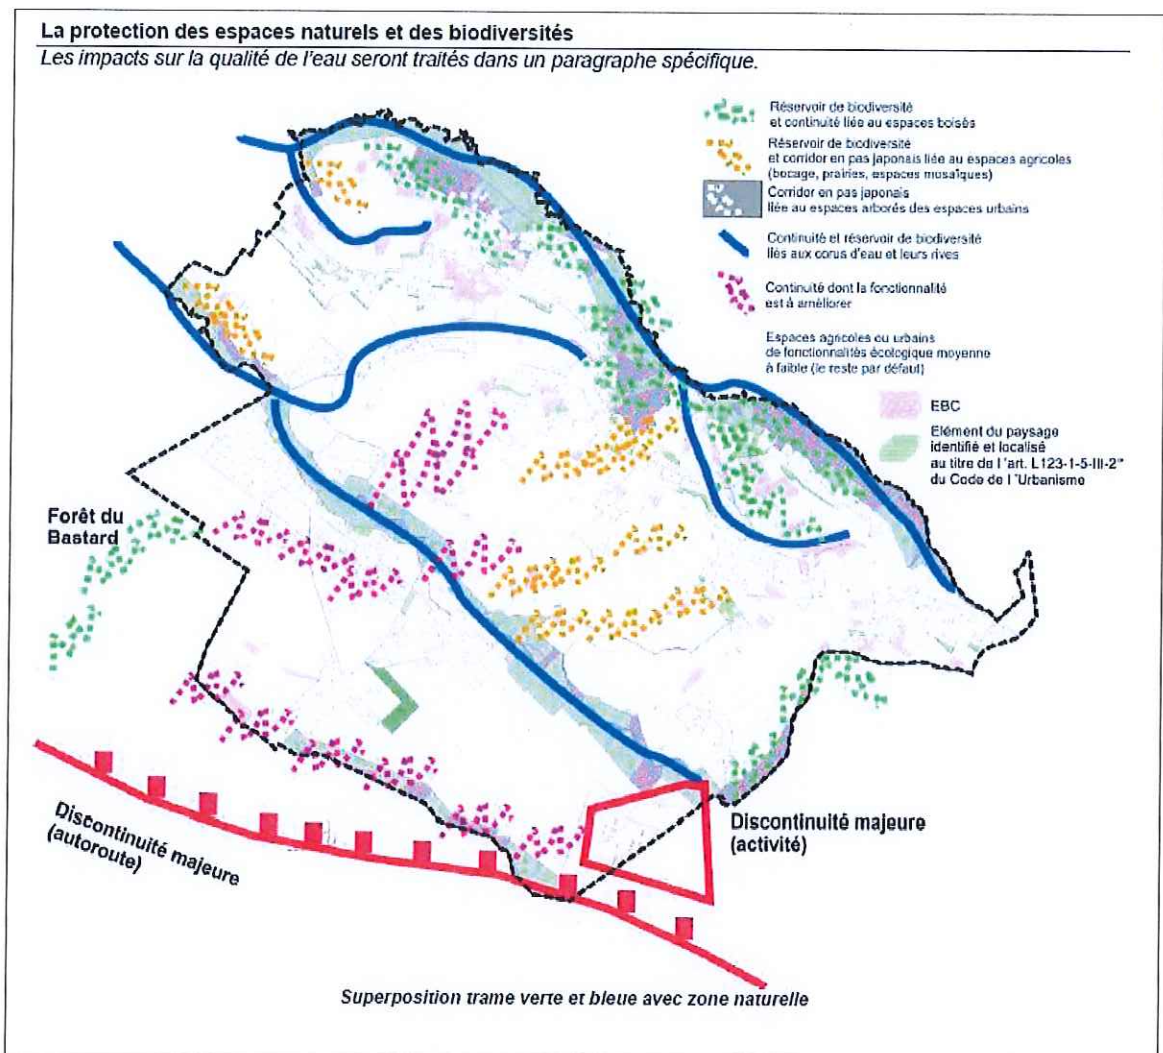 La protection des espaces naturels et des biodiversités
Les impacts sur la qualité de l'eau seront traités dans un paragraphe spécifique.
Réservoir de biodiversité
et continuité liée au espaces boisés
Réservoir de biodiversité
et corridor en pas japonais liée au espaces agricoles
(bocage, prairies, espaces mosaïques)
Corridor en pas japonais
liée au espaces arborés des espaces urbains
Continuité et réservoir de biodiversité
liés aux corus d'eau et leurs rives
Continuité dont la fonctionnalité
est à améliorer
Espaces agricoles ou urbains
de fonctionnalités écologique moyenne
à faible (le reste par défaut)
EBC
Elément du paysage
identifié et localisé
au titre de l'art. L123-1-5-III-2°
du Code de l'Urbanisme
Forêt du
Bastard
Discontinuité majeure
(autoroute)
Discontinuité majeure
(activité)
Superposition trame verte et bleue avec zone naturelle